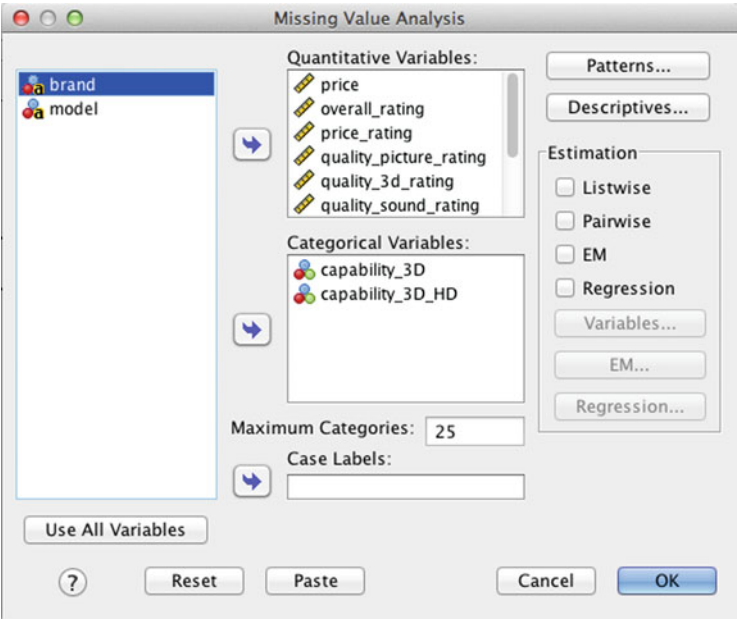 Missing Value Analysis
brand
model
Quantitative Variables:
price
overall_rating
price_rating
quality_picture_rating
quality_3d_rating
quality_sound_rating
Categorical Variables:
capability_3D
capability_3D_HD
Maximum Categories: 25
Case Labels:
Patterns...
Descriptives...
Estimation
Listwise
Pairwise
EM
Regression
Variables...
EM...
Regression...
Use All Variables
? Reset Paste Cancel OK